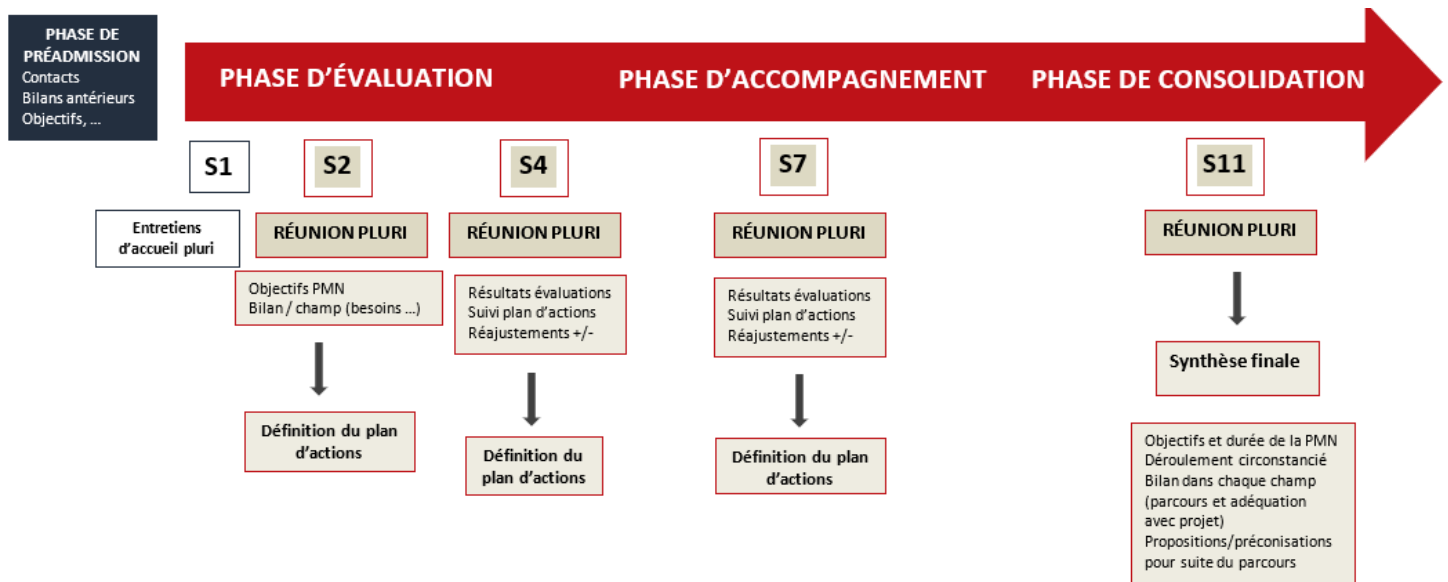 PHASE DE
PRÉADMISSION
Contacts
Bilans antérieurs
Objectifs, ...
PHASE D'ÉVALUATION
PHASE D'ACCOMPAGNEMENT
PHASE DE CONSOLIDATION
S1
S2
S4
S7
S11
Entretiens
d'accueil pluri
RÉUNION PLURI
RÉUNION PLURI
RÉUNION PLURI
RÉUNION PLURI
Objectifs PMN
Bilan / champ (besoins ...)
Résultats évaluations
Suivi plan d'actions
Réajustements +/-
Résultats évaluations
Suivi plan d'actions
Réajustements +/-
Synthèse finale
Définition du plan
d'actions
Définition du
plan d'actions
Définition du plan
d'actions
Objectifs et durée de la PMN
Déroulement circonstancié
Bilan dans chaque champ
(parcours et adéquation
avec projet)
Propositions/préconisations
pour suite du parcours